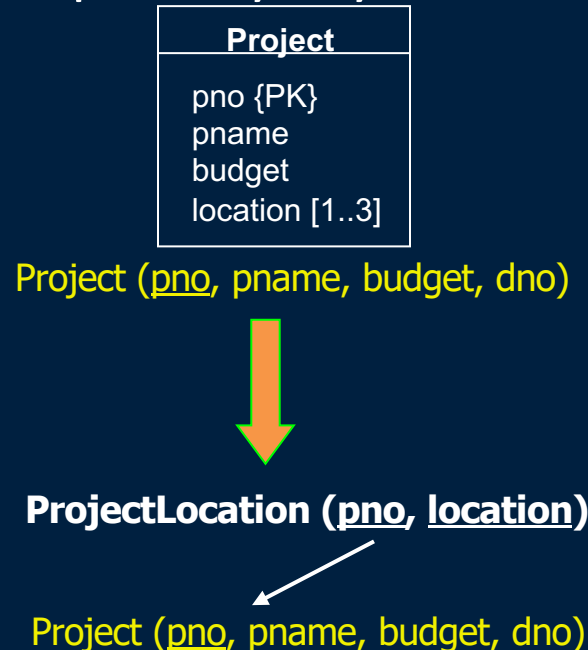 Project
pno {PK}
pname
budget
location [1..3]
Project (pno, pname, budget, dno)
ProjectLocation (pno, location)
Project (pno, pname, budget, dno)